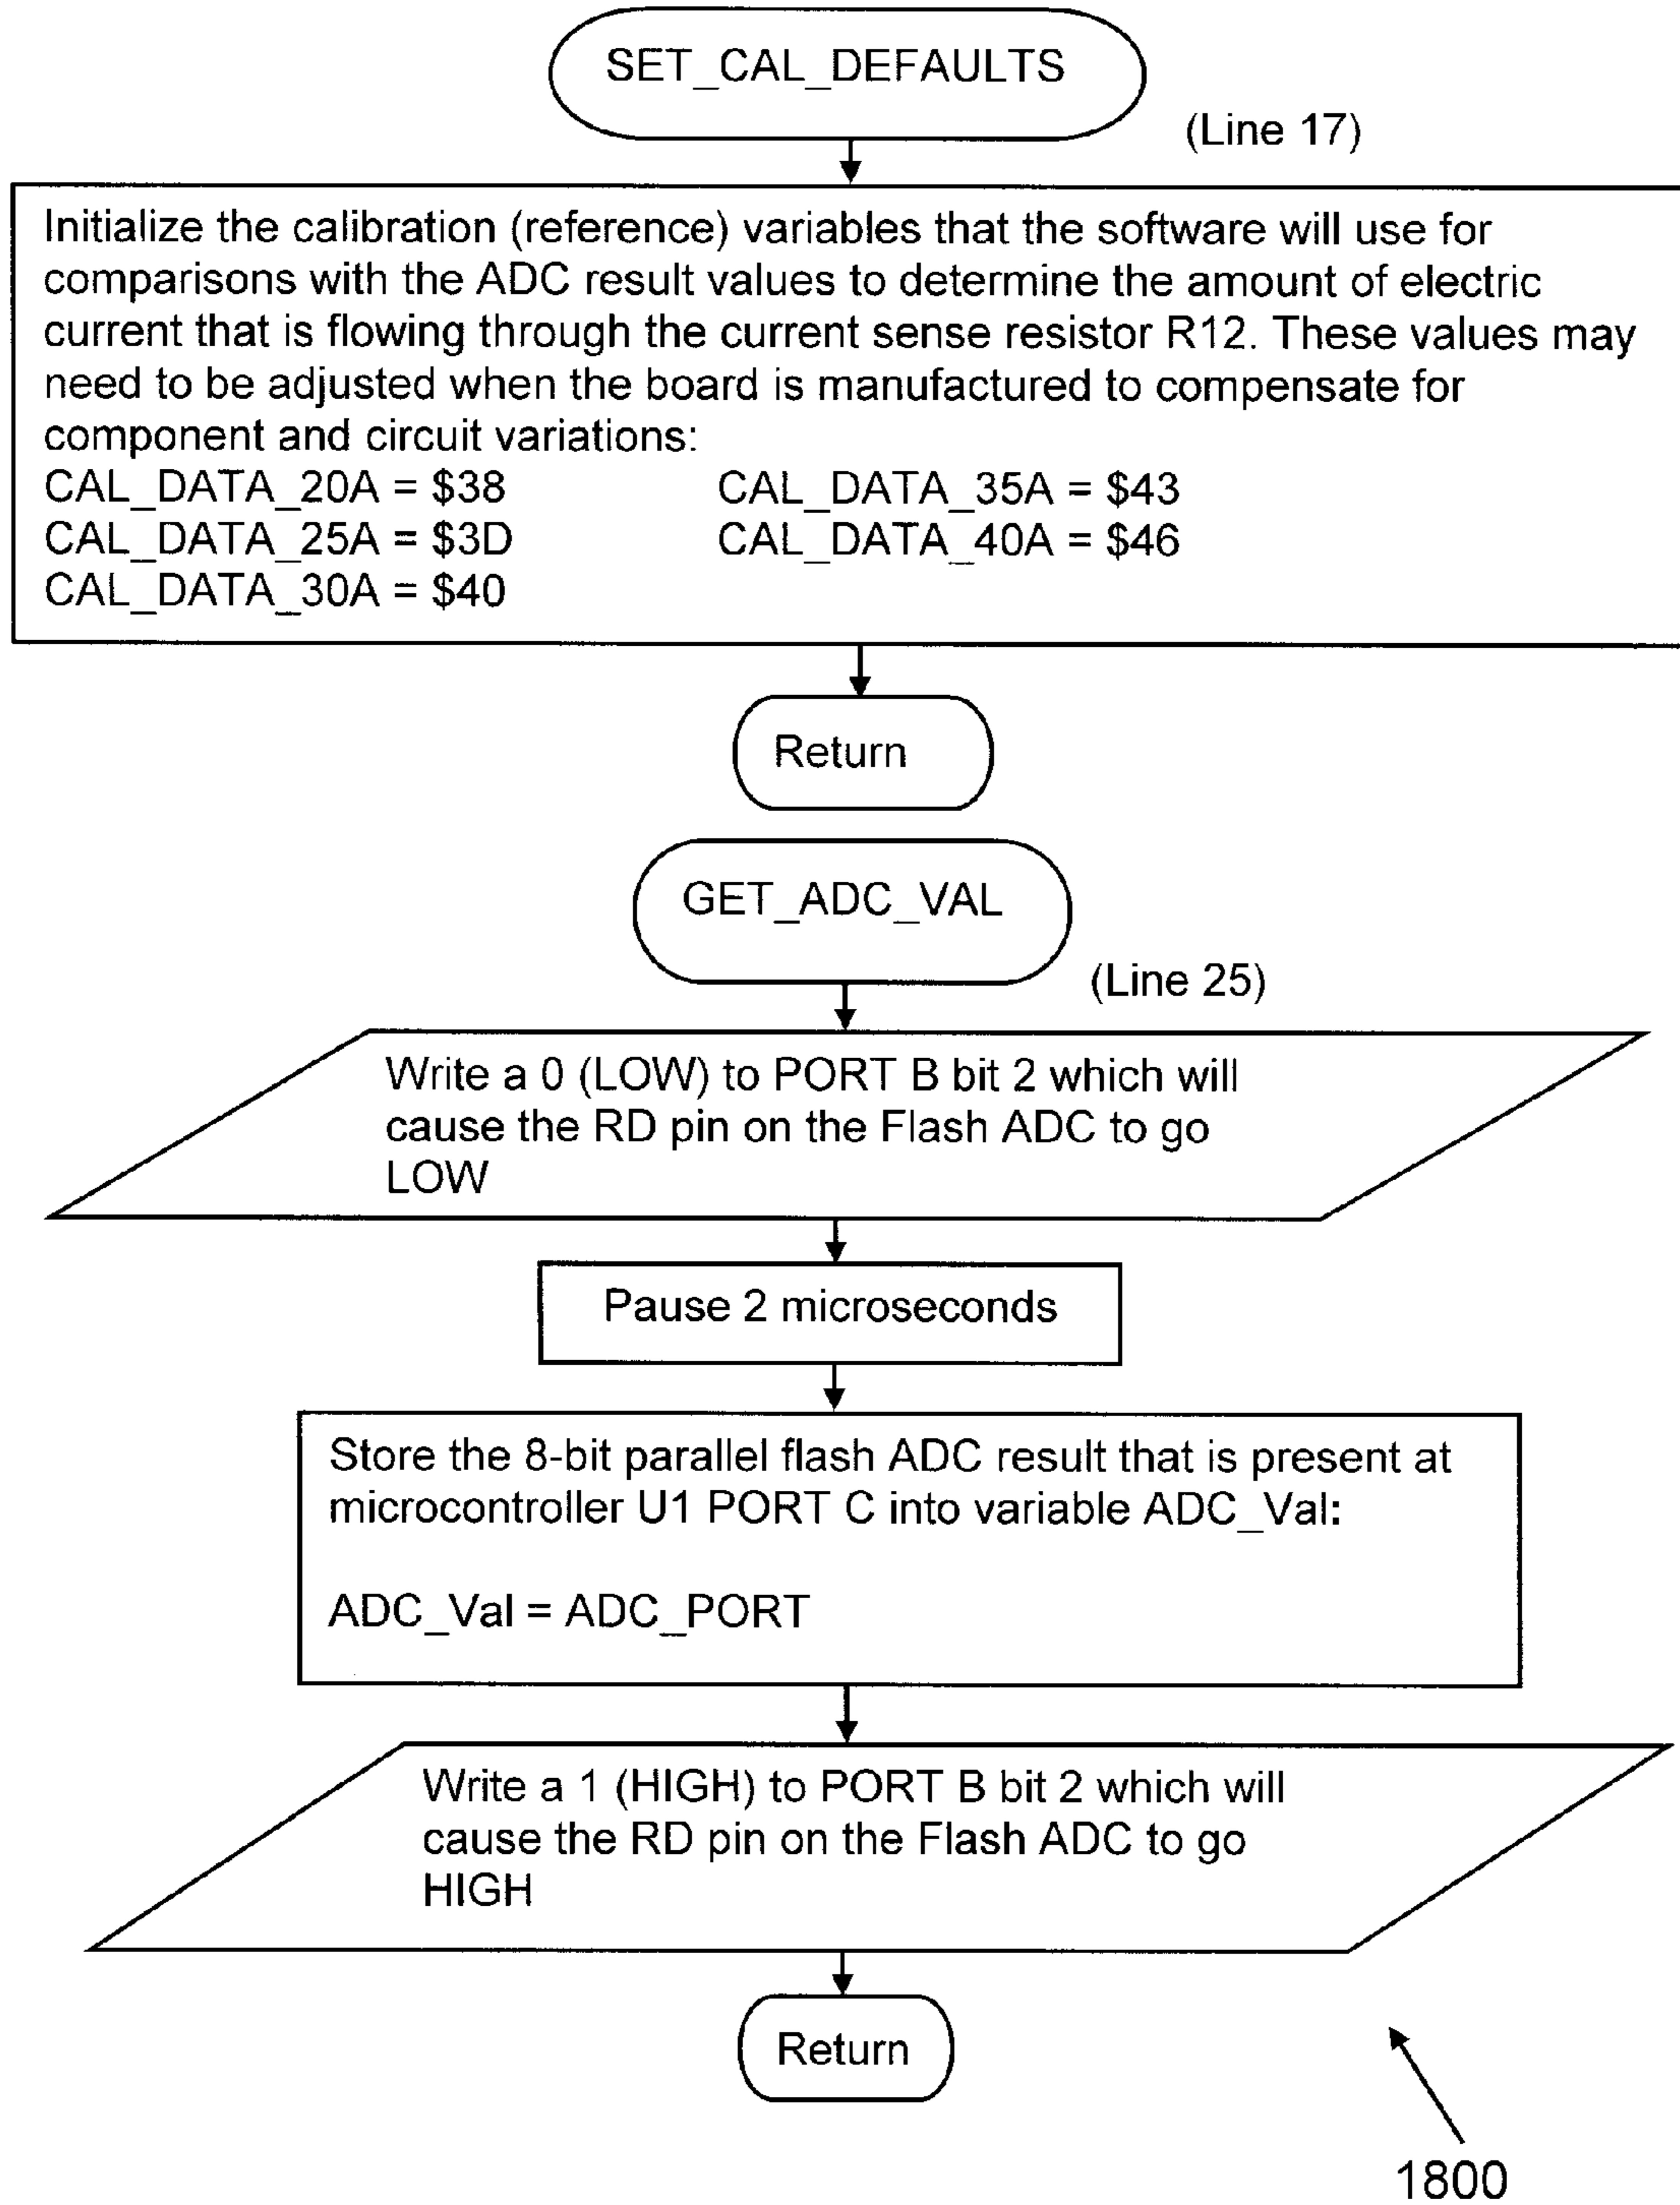 SET_CAL_DEFAULTS
(Line 17)
Initialize the calibration (reference) variables that the software will use for
comparisons with the ADC result values to determine the amount of electric
current that is flowing through the current sense resistor R12. These values may
need to be adjusted when the board is manufactured to compensate for
component and circuit variations:
CAL_DATA_20A = $38 CAL_DATA_35A = $43
CAL_DATA_25A = $3D CAL_DATA_40A = $46
CAL_DATA_30A = $40
Return
GET_ADC_VAL
(Line 25)
Write a 0 (LOW) to PORT B bit 2 which will
cause the RD pin on the Flash ADC to go
LOW
Pause 2 microseconds
Store the 8-bit parallel flash ADC result that is present at
microcontroller U1 PORT C into variable ADC_Val:
ADC_Val = ADC_PORT
Write a 1 (HIGH) to PORT B bit 2 which will
cause the RD pin on the Flash ADC to go
HIGH
Return
1800